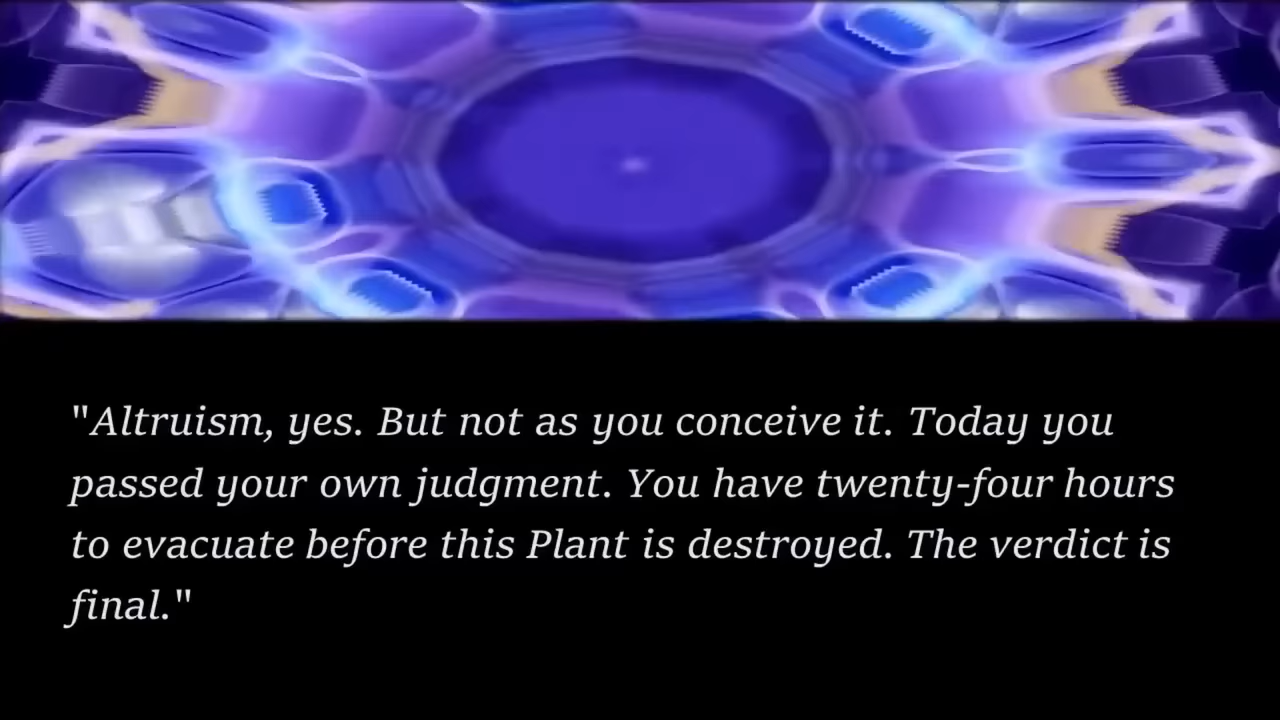 "Altruism, yes. But not as you conceive it. Today you
passed your own judgment. You have twenty-four hours
to evacuate before this Plant is destroyed. The verdict is
final."